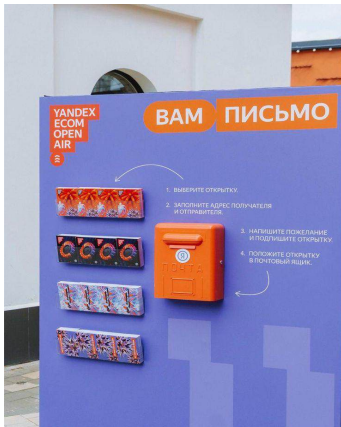 YANDEX
ECOM
OPEN
AIR
ВАМ ПИСЬМО
1. ВЫБЕРИТЕ ОТКРЫТКУ.
2. ЗАПОЛНИТЕ АДРЕС ПОЛУЧАТЕЛЯ
И ОТПРАВИТЕЛЯ.
3. НАПИШИТЕ ПОЖЕЛАНИЕ
И ПОДПИШИТЕ ОТКРЫТКУ.
4. ПОЛОЖИТЕ ОТКРЫТКУ
В ПОЧТОВЫЙ ЯЩИК.
@
ПОЧТА